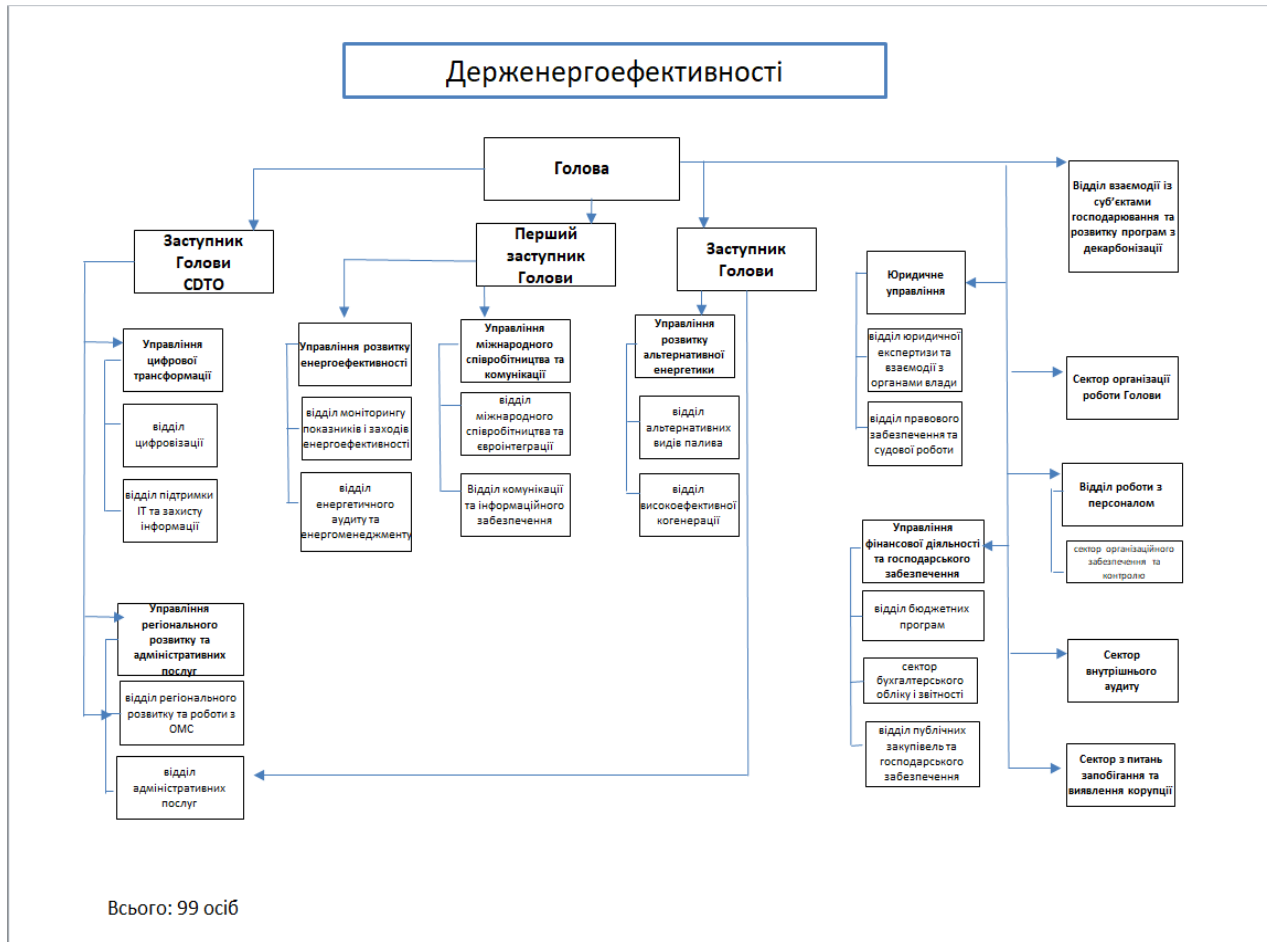 Держенергоефективності
Голова
Заступник
Голови
CDTO
Перший
заступник
Голови
Заступник
Голови
Відділ взаємодії із
суб’єктами
господарювання та
розвитку програм з
декарбонізації
Юридичне
управління
Управління
цифрової
трансформації
Управління розвитку
енергоефективності
Управління
міжнародного
співробітництва та
комунікації
Управління
розвитку
альтернативної
енергетики
відділ юридичної
експертизи та
взаємодії з
органами влади
Сектор організації
роботи Голови
відділ
цифровізації
відділ моніторингу
показників і заходів
енергоефективності
відділ
міжнародного
співробітництва та
євроінтеграції
відділ
альтернативних
видів палива
відділ правового
забезпечення та
судової роботи
відділ підтримки
ІТ та захисту
інформації
відділ
енергетичного
аудиту та
енергоменеджменту
Відділ комунікації
та інформаційного
забезпечення
відділ
високоефективної
когенерації
Відділ роботи з
персоналом
Управління
фінансової діяльності
та господарського
забезпечення
сектор організаційного
забезпечення та
контролю
Управління
регіонального
розвитку та
адміністративних
послуг
відділ бюджетних
програм
Сектор
внутрішнього
аудиту
відділ регіонального
розвитку та роботи з
ОМС
сектор
бухгалтерського
обліку і звітності
відділ
адміністративних
послуг
відділ публічних
закупівель та
господарського
забезпечення
Сектор з питань
запобігання та
виявлення корупції
Всього: 99 осіб